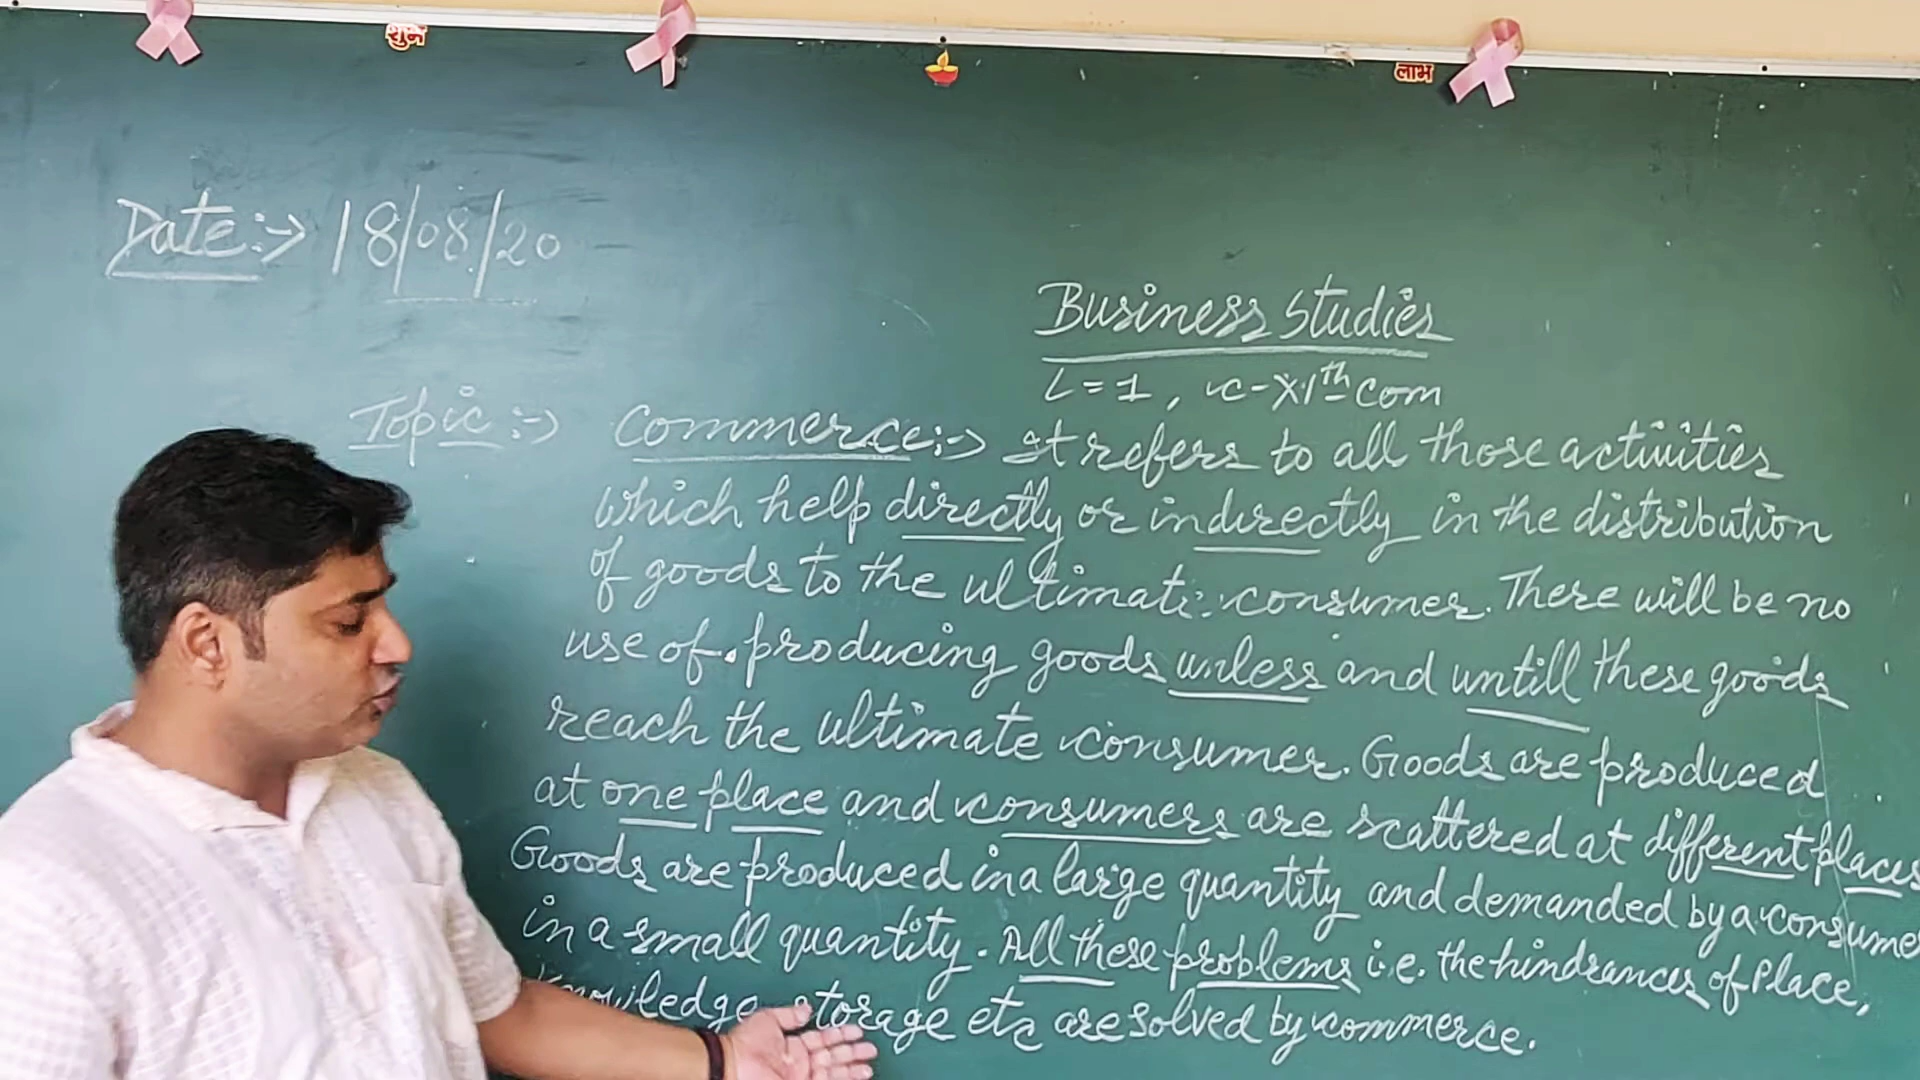 शुभ
लाभ
Date:→ 18/08/20
Business Studies
L=1, C-XIth com
Topic:→ Commerce:→ It refers to all those activities
which help directly or indirectly in the distribution
of goods to the ultimate consumer. There will be no
use of producing goods unless and untill these goods
reach the ultimate consumer. Goods are produced
at one place and consumers are scattered at different places
Goods are produced in a large quantity and demanded by a consumer
in a small quantity. All these problems i.e. the hindrances of Place,
knowledge storage etc are solved by commerce.